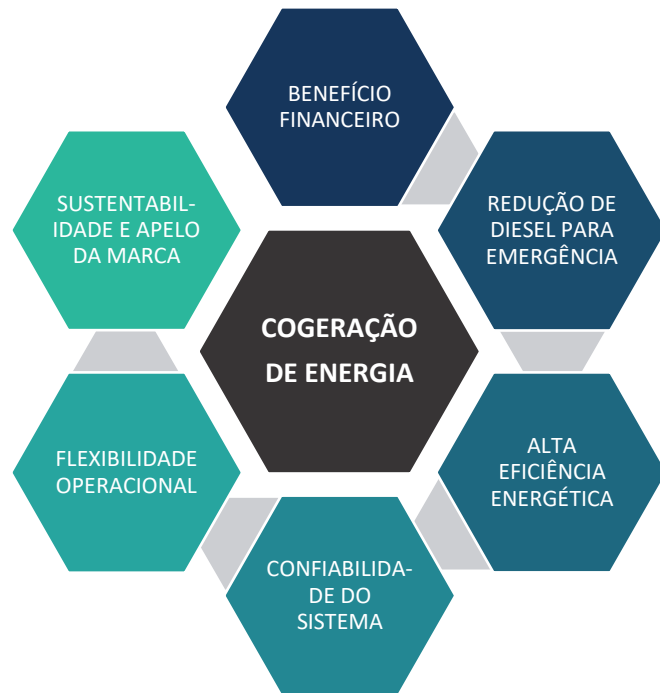 BENEFÍCIO
FINANCEIRO
REDUÇÃO DE
DIESEL PARA
EMERGÊNCIA
ALTA
EFICIÊNCIA
ENERGÉTICA
CONFIABILIDA-
DE DO
SISTEMA
FLEXIBILIDADE
OPERACIONAL
SUSTENTABIL-
IDADE E APELO
DA MARCA
COGERAÇÃO
DE ENERGIA